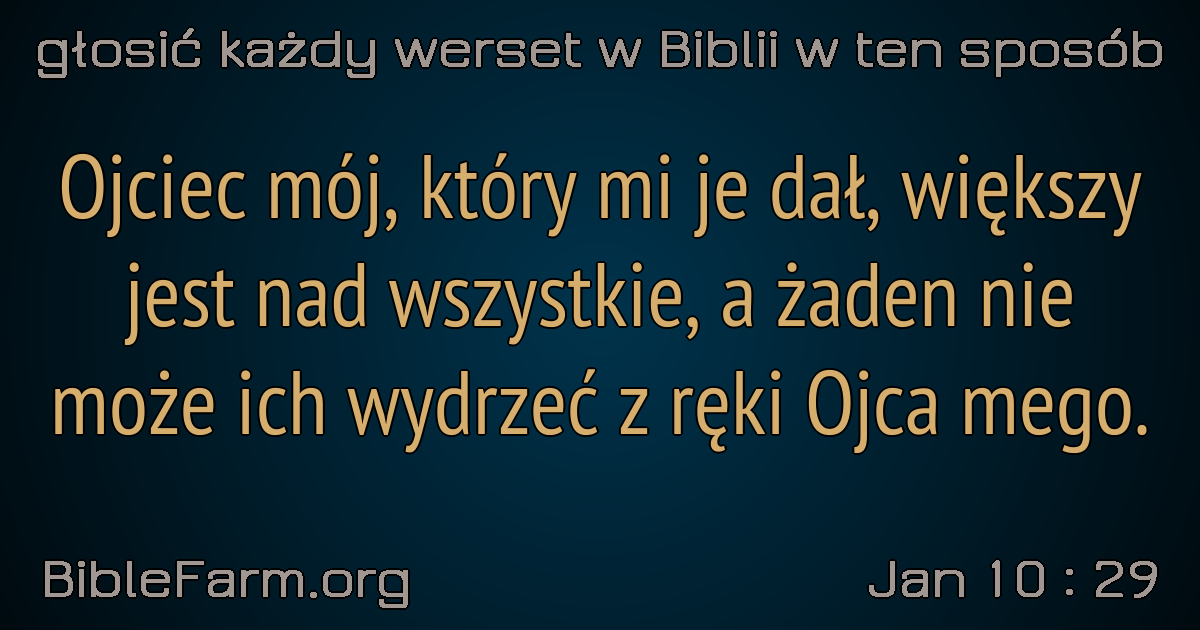 głosić każdy werset w Biblii w ten sposób
Ojciec mój, który mi je dał, większy
jest nad wszystkie, a żaden nie
może ich wydrzeć z ręki Ojca mego.
BibleFarm.org
Jan 10 : 29